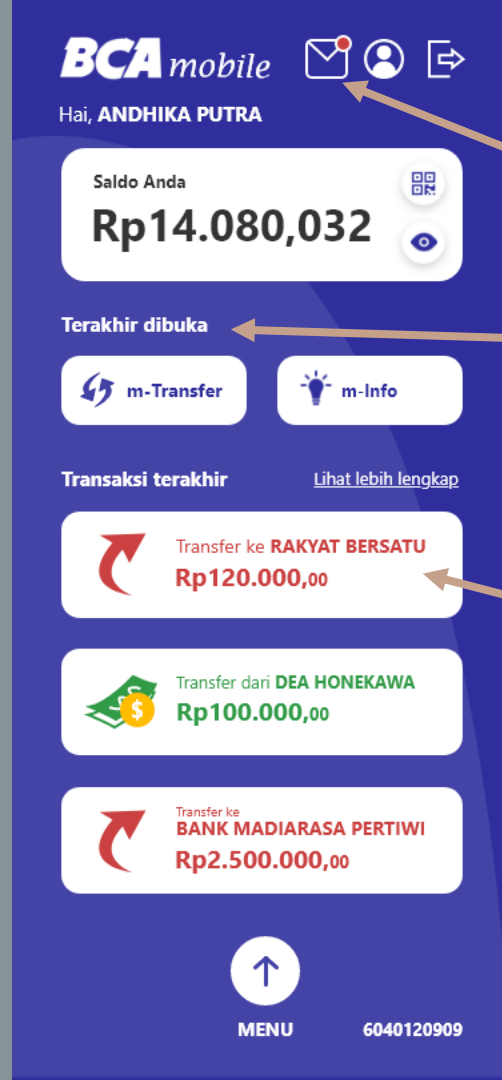 BCA mobile
Hai, ANDHIKA PUTRA
Saldo Anda
Rp14.080,032
Terakhir dibuka
m-Transfer
m-Info
Transaksi terakhir
Lihat lebih lengkap
Transfer ke RAKYAT BERSATU
Rp120.000,00
Transfer dari DEA HONEKAWA
Rp100.000,00
Transfer ke
BANK MADIARASA PERTIWI
Rp2.500.000,00
MENU
6040120909